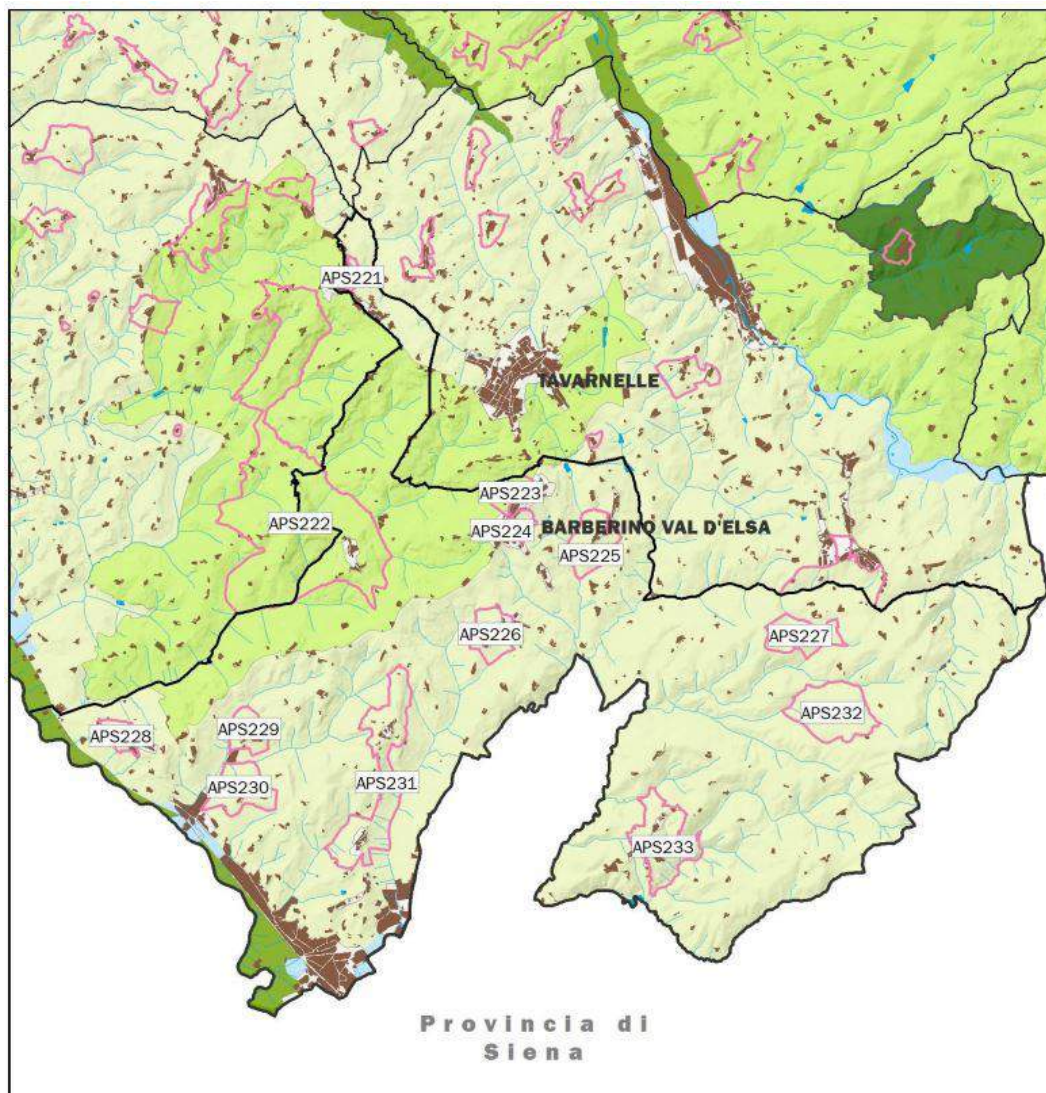 APS221
TAVARNELLE
APS223
APS222
APS224
BARBERINO VAL D'ELSA
APS225
APS226
APS227
APS232
APS229
APS228
APS231
APS230
APS233
Provincia di
Siena